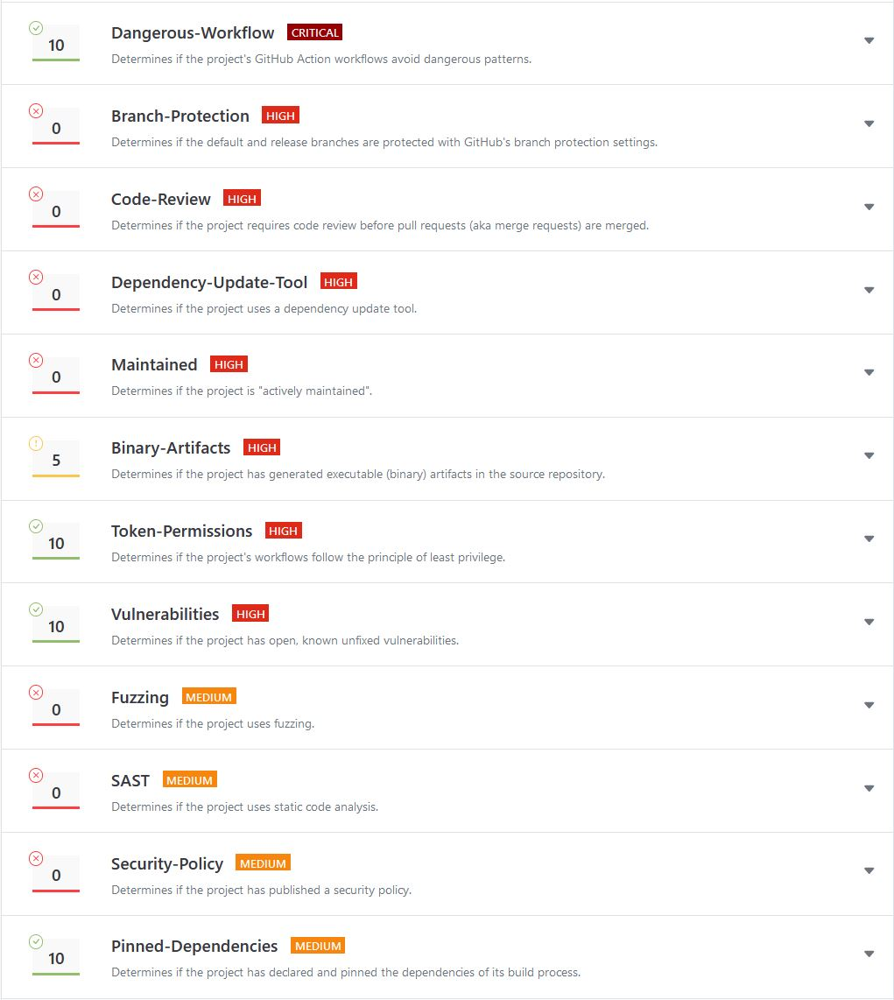 10 Dangerous-Workflow CRITICAL
Determines if the project's GitHub Action workflows avoid dangerous patterns.
0 Branch-Protection HIGH
Determines if the default and release branches are protected with GitHub's branch protection settings.
0 Code-Review HIGH
Determines if the project requires code review before pull requests (aka merge requests) are merged.
0 Dependency-Update-Tool HIGH
Determines if the project uses a dependency update tool.
0 Maintained HIGH
Determines if the project is "actively maintained".
5 Binary-Artifacts HIGH
Determines if the project has generated executable (binary) artifacts in the source repository.
10 Token-Permissions HIGH
Determines if the project's workflows follow the principle of least privilege.
10 Vulnerabilities HIGH
Determines if the project has open, known unfixed vulnerabilities.
0 Fuzzing MEDIUM
Determines if the project uses fuzzing.
0 SAST MEDIUM
Determines if the project uses static code analysis.
0 Security-Policy MEDIUM
Determines if the project has published a security policy.
10 Pinned-Dependencies MEDIUM
Determines if the project has declared and pinned the dependencies of its build process.